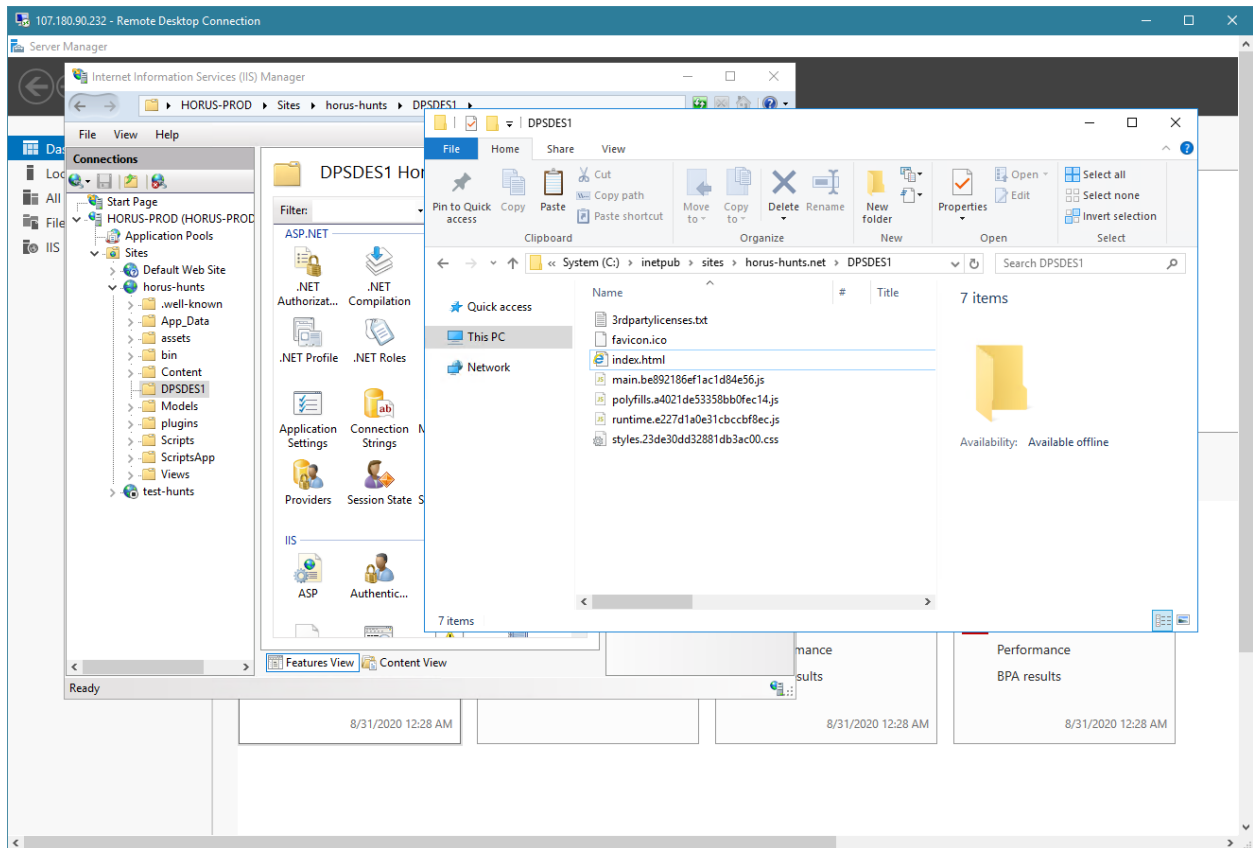 107.180.90.232 - Remote Desktop Connection
Server Manager
Internet Information Services (IIS) Manager
HORUS-PROD Sites horus-hunts DPSDES1
File View Help
Connections
Start Page
HORUS-PROD (HORUS-PROD
Application Pools
Sites
Default Web Site
horus-hunts
.well-known
App_Data
assets
bin
Content
DPSDES1
Models
plugins
Scripts
ScriptsApp
Views
test-hunts
Ready
Das
Loc
All
File
IIS
DPSDES1 Hor
Filter:
ASP.NET
.NET Authorizat...
.NET Compilation
.NET Profile
.NET Roles
Application Settings
Connection Strings
Providers
Session State
IIS
ASP
Authentic...
Features View
Content View
DPSDES1
File Home Share View
Pin to Quick access
Copy
Paste
Cut
Copy path
Paste shortcut
Clipboard
Move to
Copy to
Delete
Rename
Organize
New folder
New
Properties
Open
Edit
Open
Select all
Select none
Invert selection
Select
« System (C:) inetpub sites horus-hunts.net DPSDES1
Search DPSDES1
Quick access
This PC
Network
Name # Title
3rdpartylicenses.txt
favicon.ico
index.html
main.be892186ef1ac1d84e56.js
polyfills.a4021de53358bb0fec14.js
runtime.e227d1a0e31cbccbf8ec.js
styles.23de30dd32881db3ac00.css
7 items
Availability: Available offline
7 items
mance
sults
Performance
BPA results
8/31/2020 12:28 AM
8/31/2020 12:28 AM
8/31/2020 12:28 AM